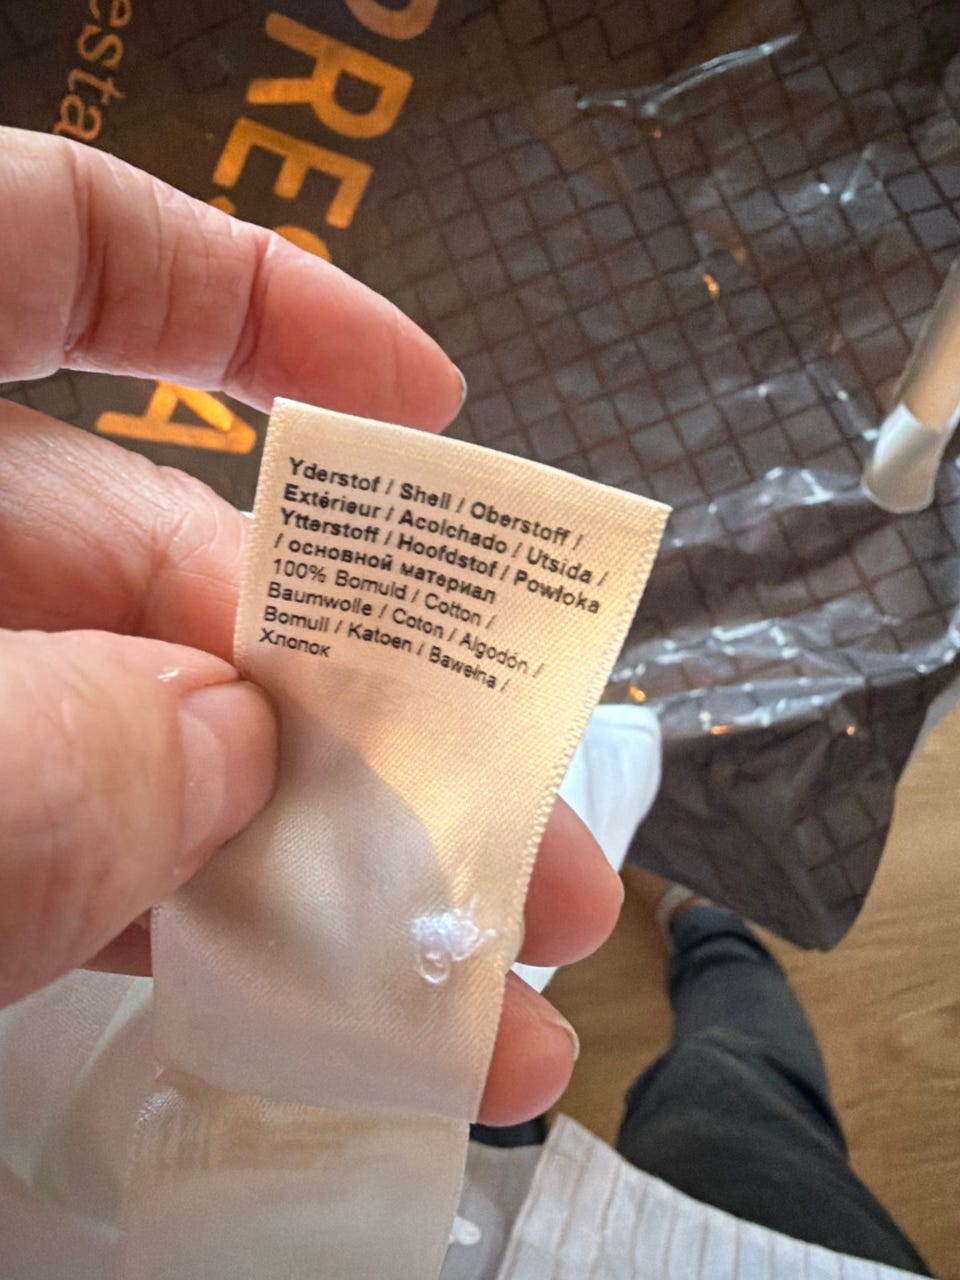 Yderstof / Shell / Oberstoff /
Extérieur / Acolchado / Utsida /
Ytterstoff / Hoofdstof / Powłoka
/ основной материал
100% Bomuld / Cotton /
Baumwolle / Coton / Algodón /
Bomull / Katoen / Bawełna /
Хлопок